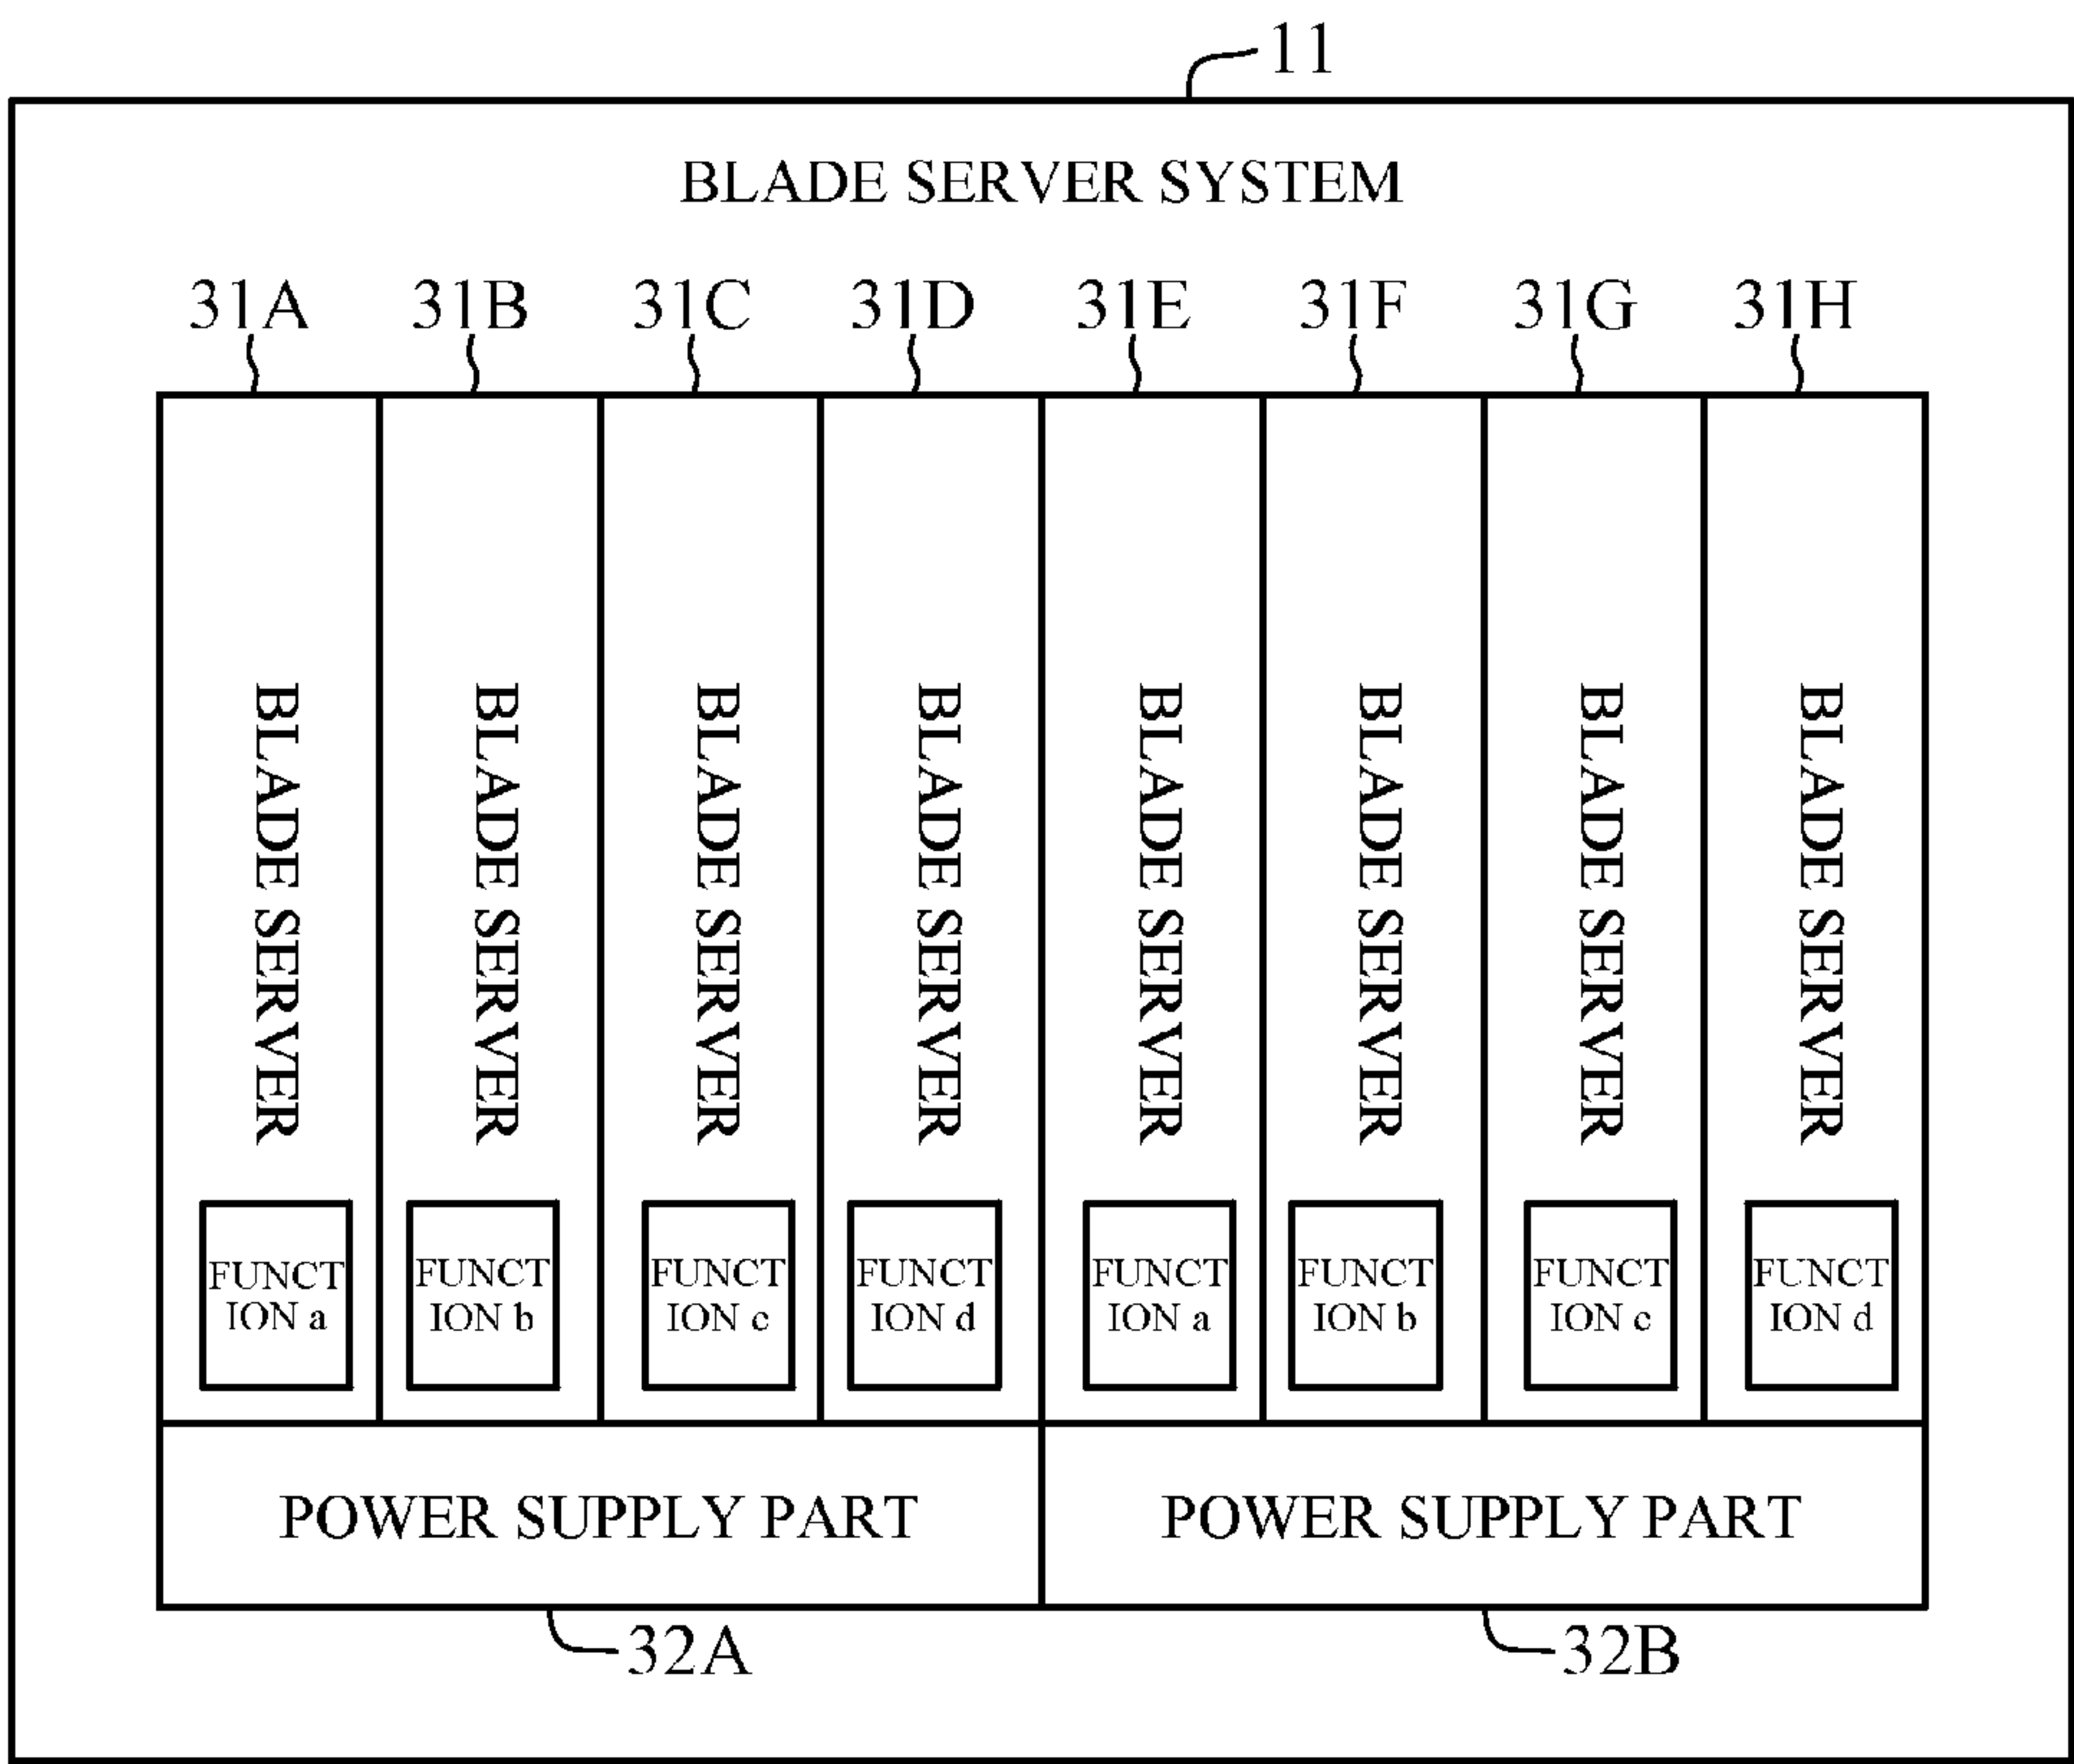 11
BLADE SERVER SYSTEM
31A 31B 31C 31D 31E 31F 31G 31H
BLADE SERVER
BLADE SERVER
BLADE SERVER
BLADE SERVER
BLADE SERVER
BLADE SERVER
BLADE SERVER
BLADE SERVER
FUNCT
ION a
FUNCT
ION b
FUNCT
ION c
FUNCT
ION d
FUNCT
ION a
FUNCT
ION b
FUNCT
ION c
FUNCT
ION d
POWER SUPPLY PART
POWER SUPPLY PART
32A
32B